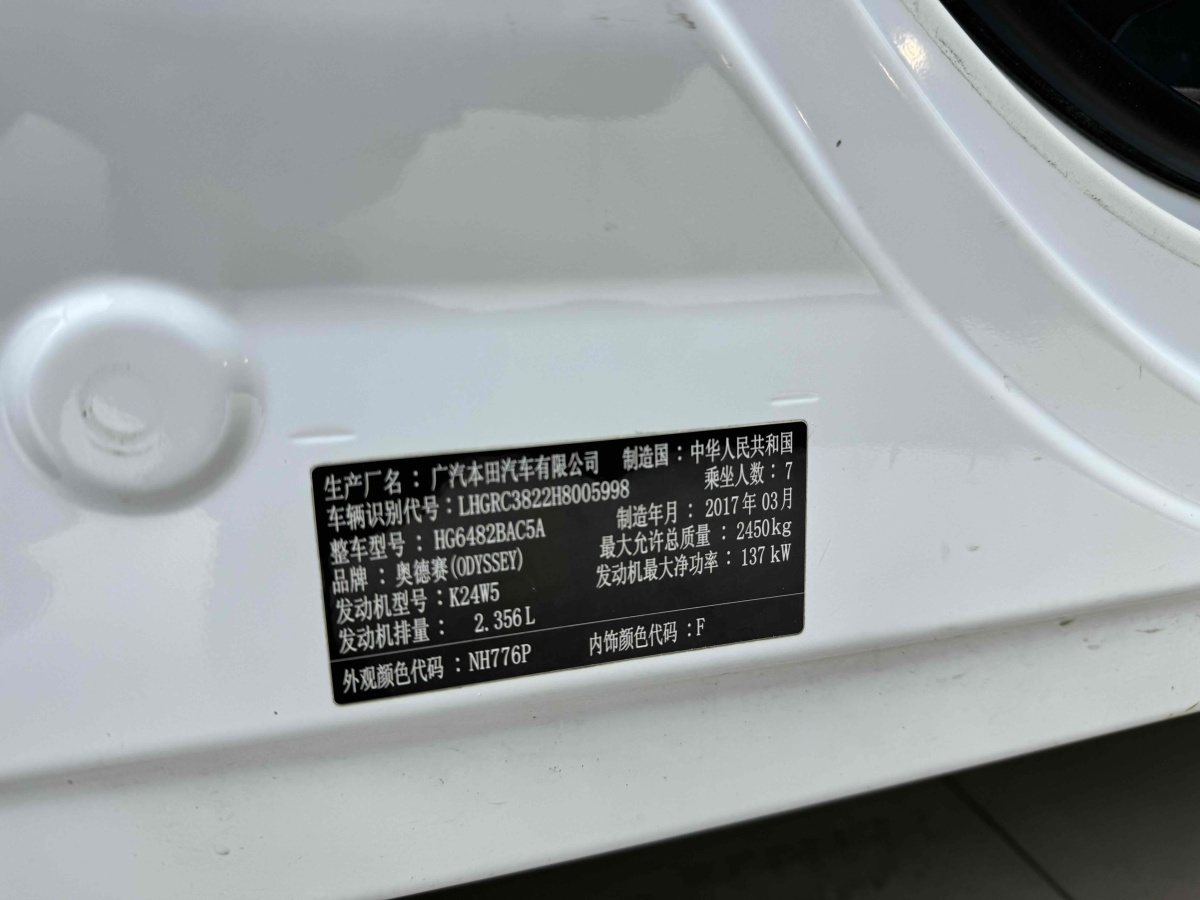 生产厂名：广汽本田汽车有限公司 制造国：中华人民共和国
车辆识别代号：LHGRC3822H8005998 乘坐人数：7
整车型号：HG6482BAC5A 制造年月：2017年03月
品牌：奥德赛(ODYSSEY) 最大允许总质量：2450kg
发动机型号：K24W5 发动机最大净功率：137kW
发动机排量： 2.356L
外观颜色代码：NH776P 内饰颜色代码：F